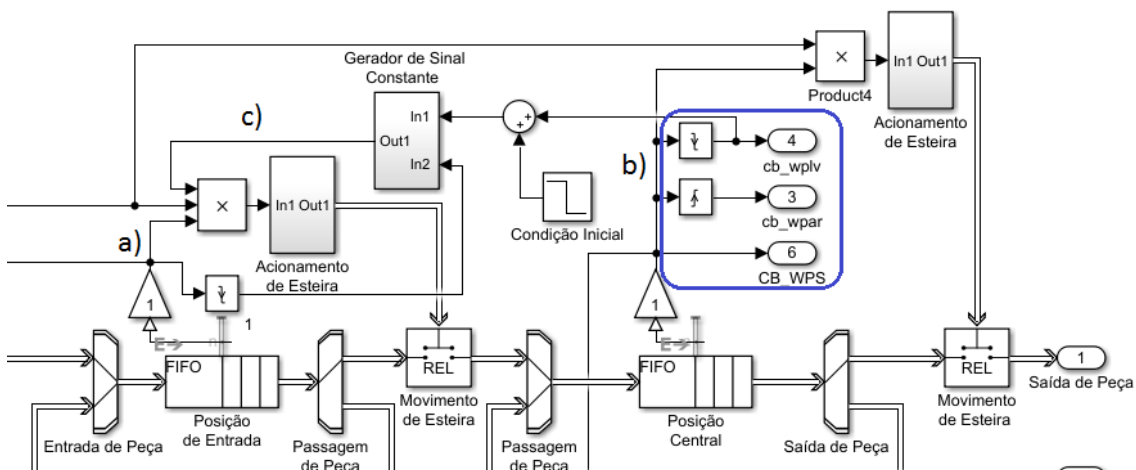 Gerador de Sinal
Constante
In1
Out1
In2
c)
×
In1 Out1
Acionamento
de Esteira
a)
1
1
E
FIFO
Posição
de Entrada
Entrada de Peça
Passagem
de Peça
REL
Movimento
de Esteira
+
+
Condição Inicial
b)
4
cb_wplv
3
cb_wpar
6
CB_WPS
×
Product4
In1 Out1
Acionamento
de Esteira
1
E
Passagem
de Peça
FIFO
Posição
Central
Saída de Peça
REL
Movimento
de Esteira
1
Saída de Peça